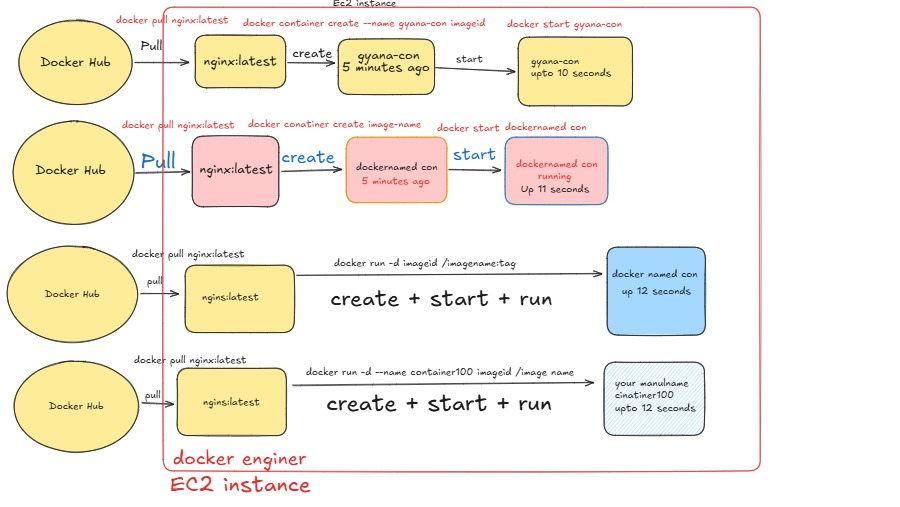 Ec2 instance
docker pull nginx:latest
docker container create --name gyana-con imageid
docker start gyana-con
Docker Hub
Pull
nginx:latest
create
gyana-con
5 minutes ago
start
gyana-con
upto 10 seconds
docker pull nginx:latest
docker conatiner create image-name
docker start dockernamed con
Docker Hub
Pull
nginx:latest
create
dockernamed con
5 minutes ago
start
dockernamed con
running
Up 11 seconds
docker pull nginx:latest
Docker Hub
pull
ngins:latest
docker run -d imageid /imagename:tag
create + start + run
docker named con
up 12 seconds
docker pull nginx:latest
Docker Hub
pull
ngins:latest
docker run -d --name container100 imageid /image name
create + start + run
your manulname
cinatiner100
upto 12 seconds
docker enginer
EC2 instance